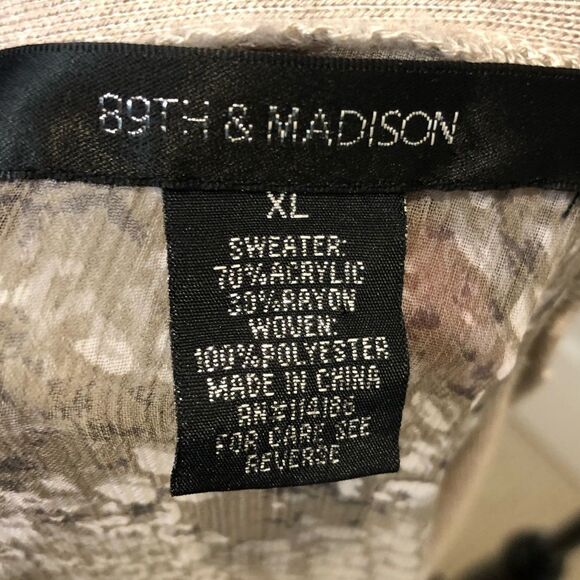 89TH & MADISON
XL
SWEATER:
70% ACRYLIC
30% RAYON
WOVEN:
100% POLYESTER
MADE IN CHINA
RN
FOR CARE SEE
REVERSE